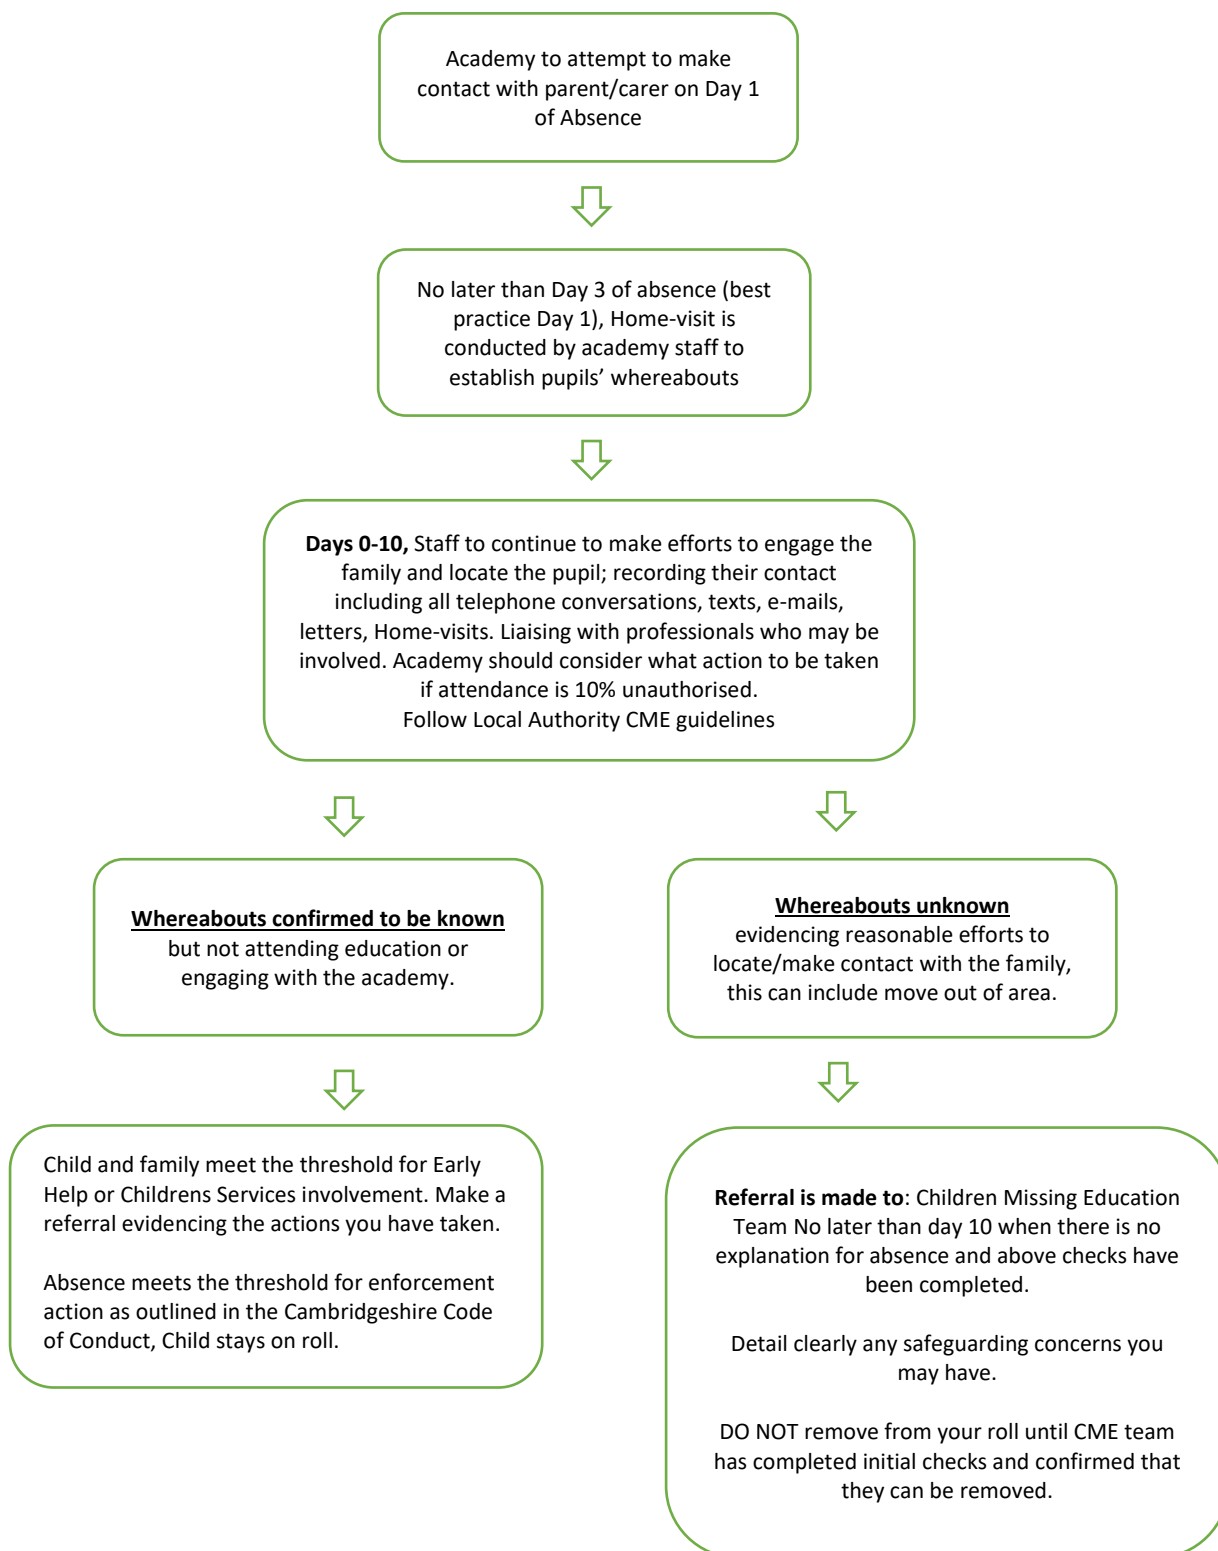 Academy to attempt to make
contact with parent/carer on Day 1
of Absence
No later than Day 3 of absence (best
practice Day 1), Home-visit is
conducted by academy staff to
establish pupils’ whereabouts
Days 0-10, Staff to continue to make efforts to engage the
family and locate the pupil; recording their contact
including all telephone conversations, texts, e-mails,
letters, Home-visits. Liaising with professionals who may be
involved. Academy should consider what action to be taken
if attendance is 10% unauthorised.
Follow Local Authority CME guidelines
Whereabouts confirmed to be known
but not attending education or
engaging with the academy.
Whereabouts unknown
evidencing reasonable efforts to
locate/make contact with the family,
this can include move out of area.
Child and family meet the threshold for Early
Help or Childrens Services involvement. Make a
referral evidencing the actions you have taken.
Absence meets the threshold for enforcement
action as outlined in the Cambridgeshire Code
of Conduct, Child stays on roll.
Referral is made to: Children Missing Education
Team No later than day 10 when there is no
explanation for absence and above checks have
been completed.
Detail clearly any safeguarding concerns you
may have.
DO NOT remove from your roll until CME team
has completed initial checks and confirmed that
they can be removed.